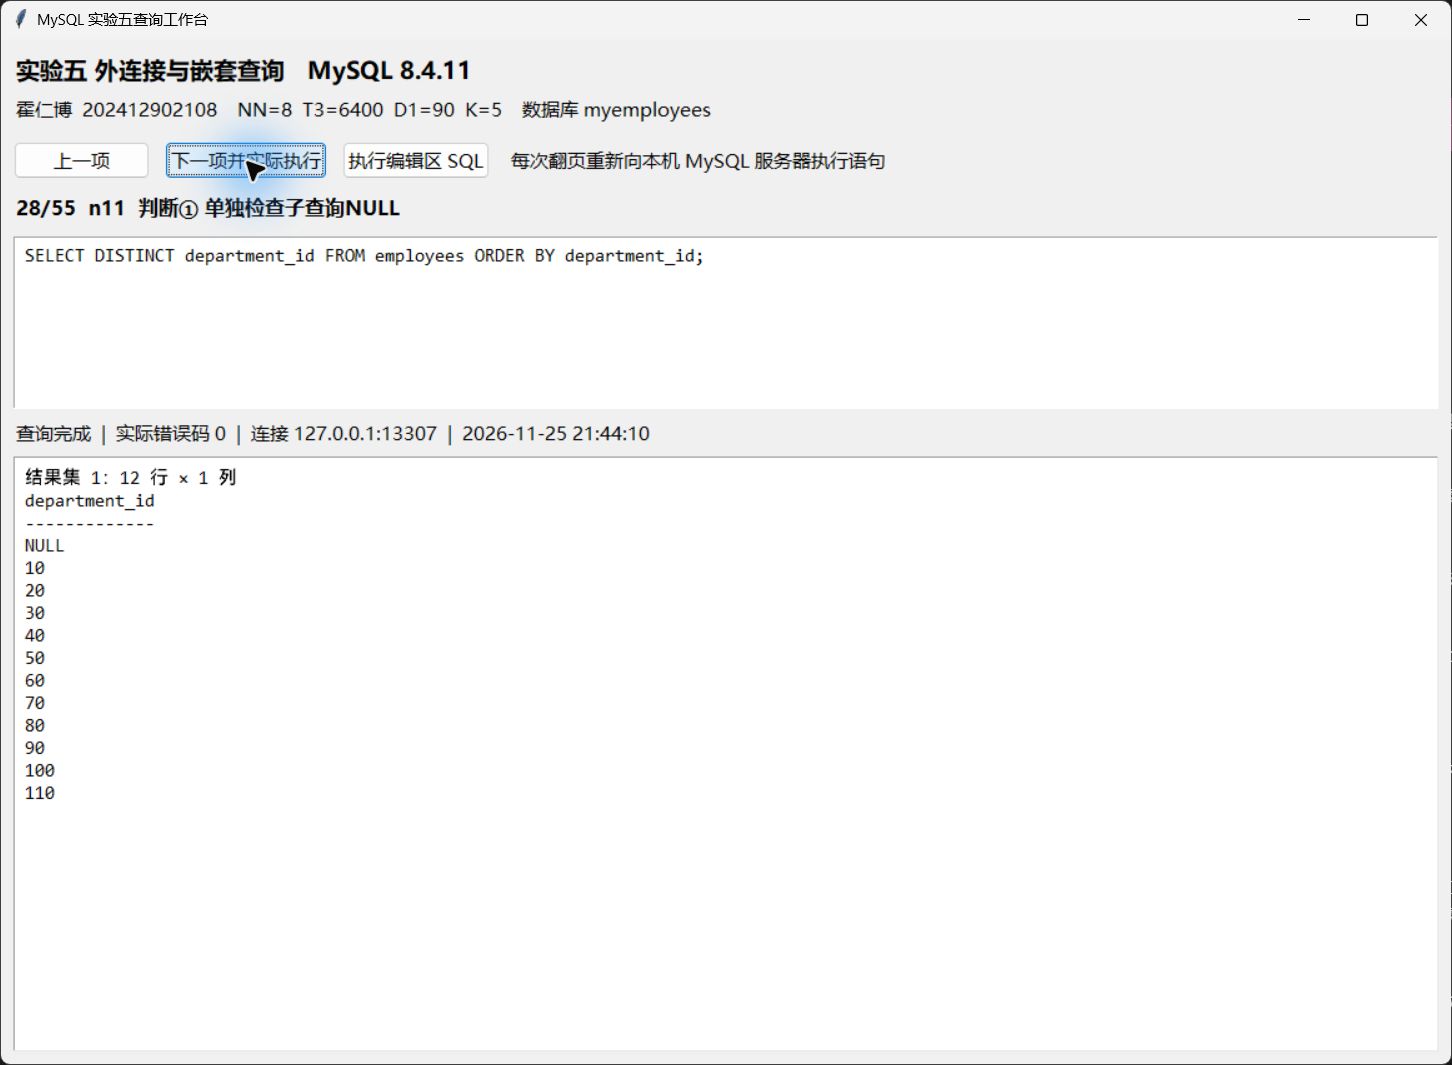 MySQL 实验五查询工作台
实验五 外连接与嵌套查询 MySQL 8.4.11
霍仁博 202412902108 NN=8 T3=6400 D1=90 K=5 数据库 myemployees
上一项 下一项并实际执行 执行编辑区 SQL 每次翻页重新向本机 MySQL 服务器执行语句
28/55 n11 判断① 单独检查子查询NULL
SELECT DISTINCT department_id FROM employees ORDER BY department_id;
查询完成 | 实际错误码 0 | 连接 127.0.0.1:13307 | 2026-11-25 21:44:10
结果集 1: 12 行 × 1 列
department_id
-------------
NULL
10
20
30
40
50
60
70
80
90
100
110